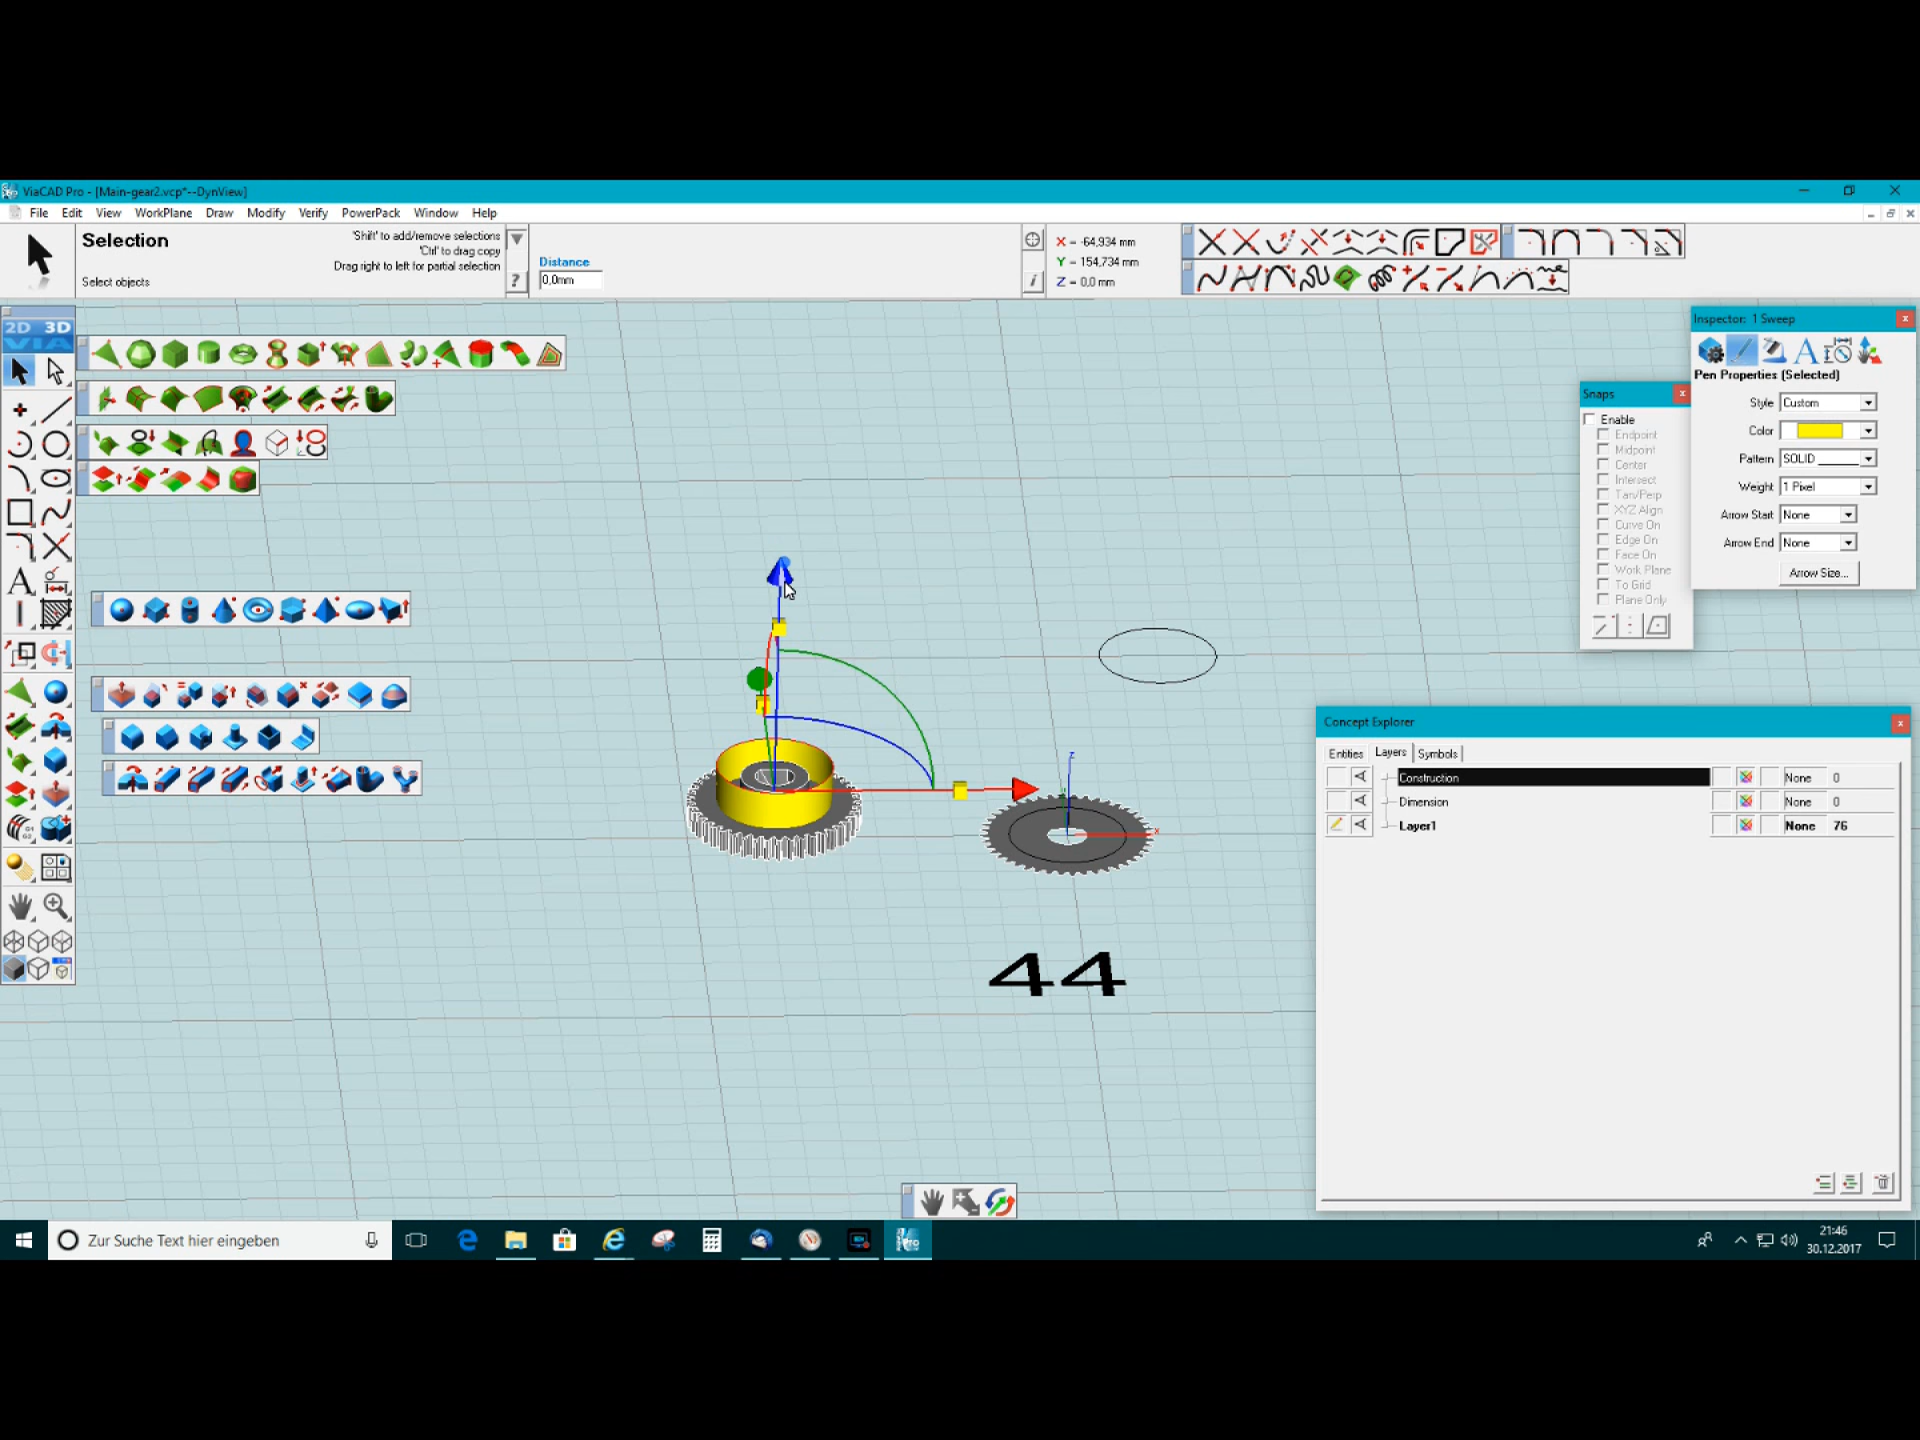 ViaCAD Pro - [Main-gear2.vcp*--DynView]
File Edit View WorkPlane Draw Modify Verify PowerPack Window Help
Selection
'Shift' to add/remove selections
'Ctrl' to drag copy
Drag right to left for partial selection
Select objects
Distance
0,0mm
X = -64,934 mm
Y = 154,734 mm
Z = 0,0 mm
2D 3D
VIA
Inspector: 1 Sweep
Pen Properties (Selected)
Style Custom
Color
Pattern SOLID
Weight 1 Pixel
Arrow Start None
Arrow End None
Arrow Size...
Snaps
Enable
Endpoint
Midpoint
Center
Intersect
Tan/Perp
XYZ Align
Curve On
Edge On
Face On
Work Plane
To Grid
Plane Only
z
x
44
Concept Explorer
Entities Layers Symbols
Construction None 0
Dimension None 0
Layer1 None 76
Zur Suche Text hier eingeben
21:46
30.12.2017